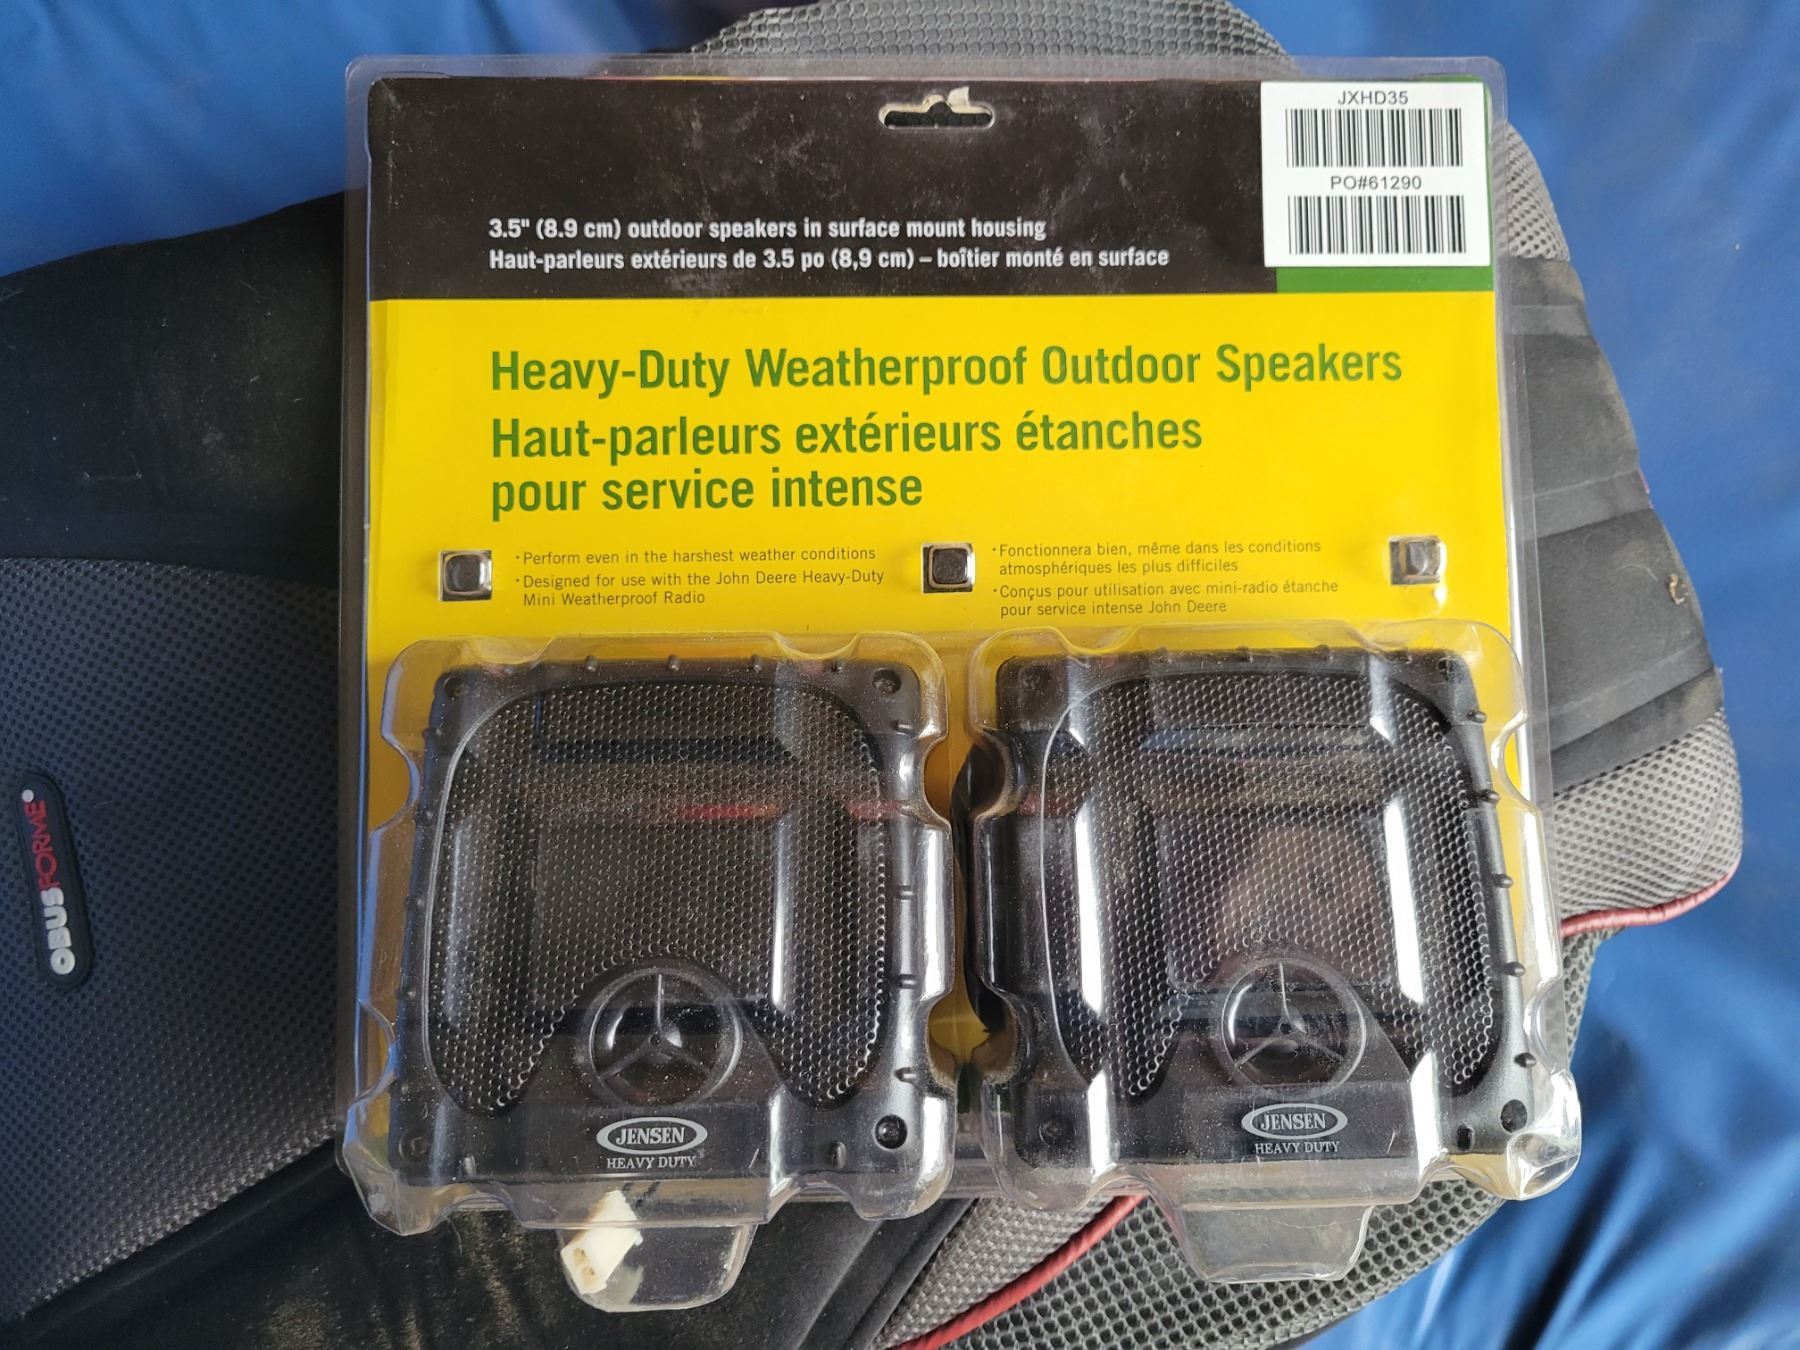 JXHD35
PO#61290
3.5" (8.9 cm) outdoor speakers in surface mount housing
Haut-parleurs extérieurs de 3.5 po (8,9 cm) – boîtier monté en surface
Heavy-Duty Weatherproof Outdoor Speakers
Haut-parleurs extérieurs étanches
pour service intense
· Perform even in the harshest weather conditions
· Designed for use with the John Deere Heavy-Duty
Mini Weatherproof Radio
· Fonctionnera bien, même dans les conditions
atmosphériques les plus difficiles
· Conçus pour utilisation avec mini-radio étanche
pour service intense John Deere
OBUSFORME
JENSEN
HEAVY DUTY
JENSEN
HEAVY DUTY